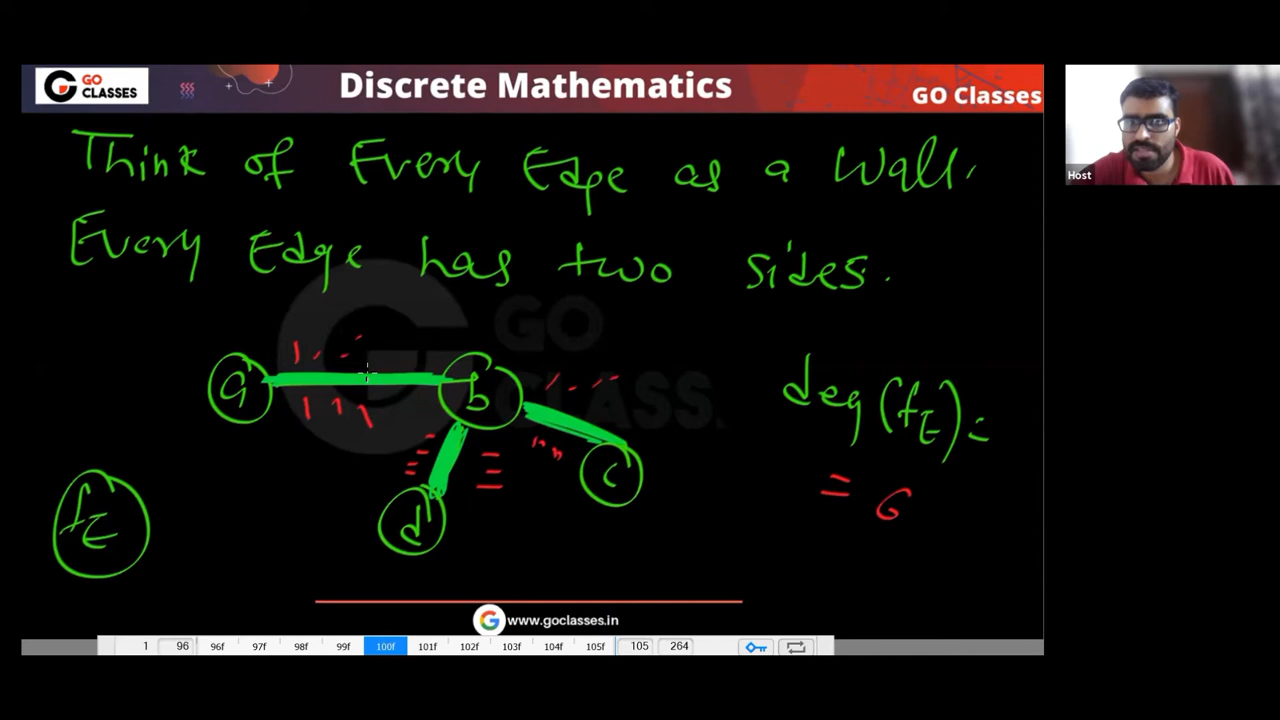 GO CLASSES
Discrete Mathematics
GO Classes
Think of Every Edge as a Wall.
Every Edge has two sides.
GO
CLASSES
a b
c
d
deg(fE) =
= 6
fE
www.goclasses.in
1 96 96f 97f 98f 99f 100f 101f 102f 103f 104f 105f 105 264
Host